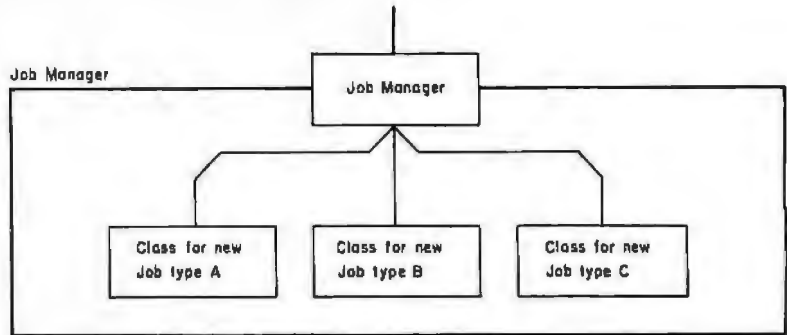 Job Manager
Job Manager
Class for new
Job type A
Class for new
Job type B
Class for new
Job type C